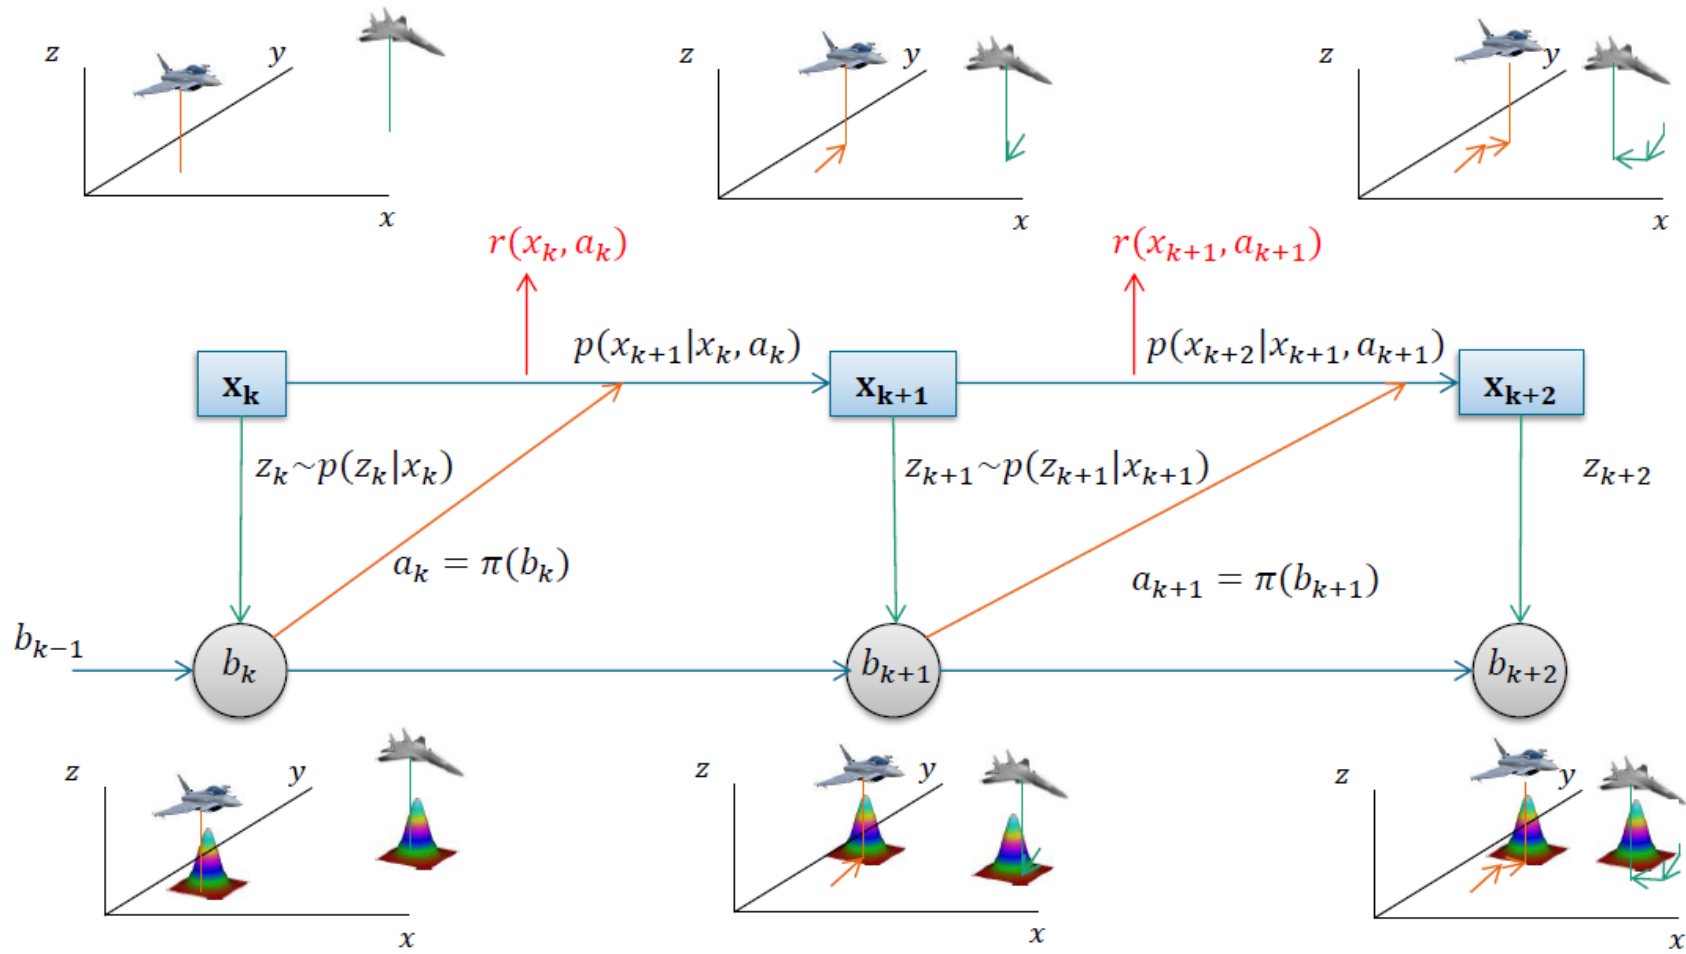 z y x
z y x
z y x
r(x_k, a_k)
r(x_{k+1}, a_{k+1})
p(x_{k+1}|x_k, a_k)
p(x_{k+2}|x_{k+1}, a_{k+1})
x_k
x_{k+1}
x_{k+2}
z_k~p(z_k|x_k)
z_{k+1}~p(z_{k+1}|x_{k+1})
z_{k+2}
a_k = π(b_k)
a_{k+1} = π(b_{k+1})
b_{k−1}
b_k
b_{k+1}
b_{k+2}
z y x
z y x
z y x